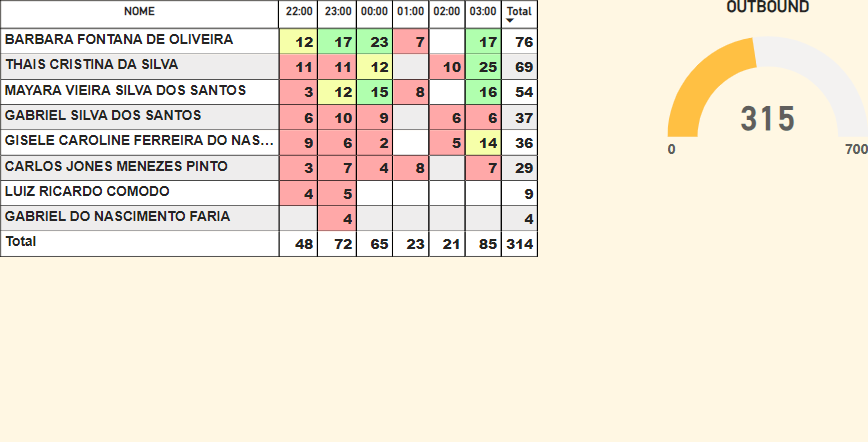 NOME 22:00 23:00 00:00 01:00 02:00 03:00 Total
BARBARA FONTANA DE OLIVEIRA 12 17 23 7 17 76
THAIS CRISTINA DA SILVA 11 11 12 10 25 69
MAYARA VIEIRA SILVA DOS SANTOS 3 12 15 8 16 54
GABRIEL SILVA DOS SANTOS 6 10 9 6 6 37
GISELE CAROLINE FERREIRA DO NAS... 9 6 2 5 14 36
CARLOS JONES MENEZES PINTO 3 7 4 8 7 29
LUIZ RICARDO COMODO 4 5 9
GABRIEL DO NASCIMENTO FARIA 4 4
Total 48 72 65 23 21 85 314
OUTBOUND
315
0 700